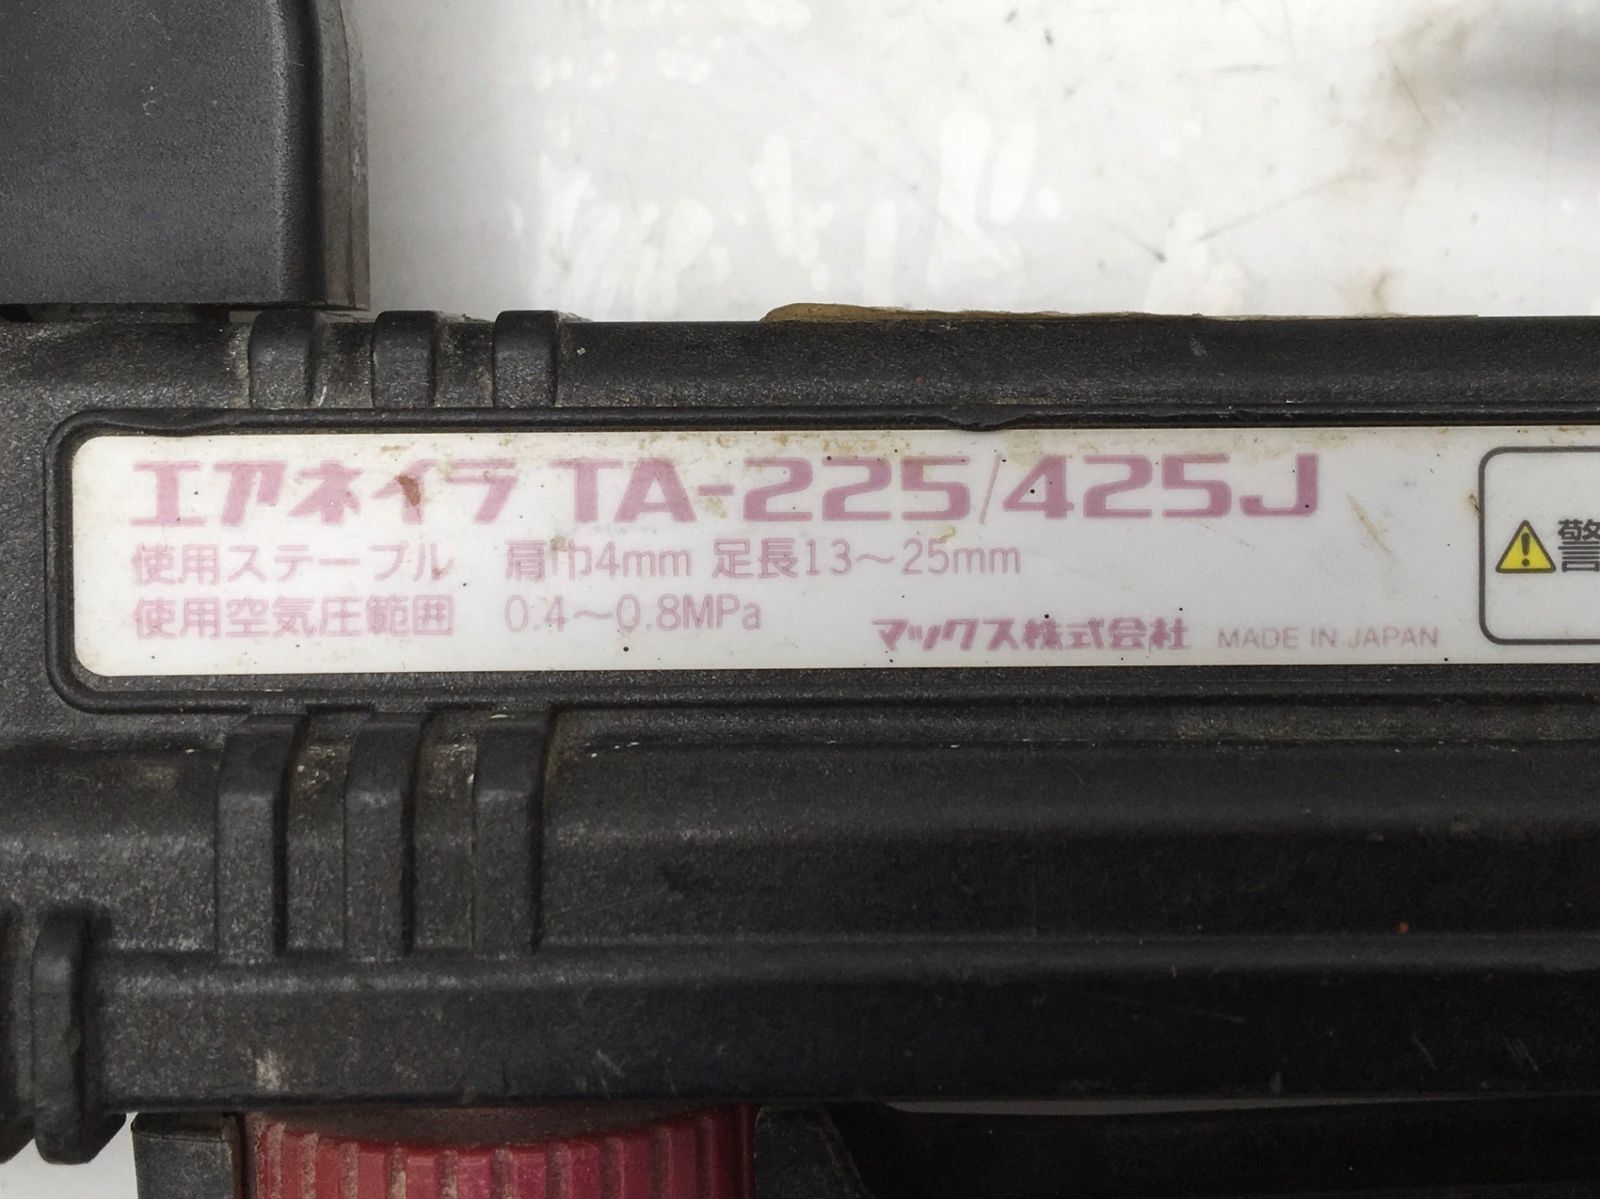 エアネイラ TA-225/425J
使用ステープル 肩巾4mm 足長13～25mm
使用空気圧範囲 0.4～0.8MPa
マックス株式会社 MADE IN JAPAN
警